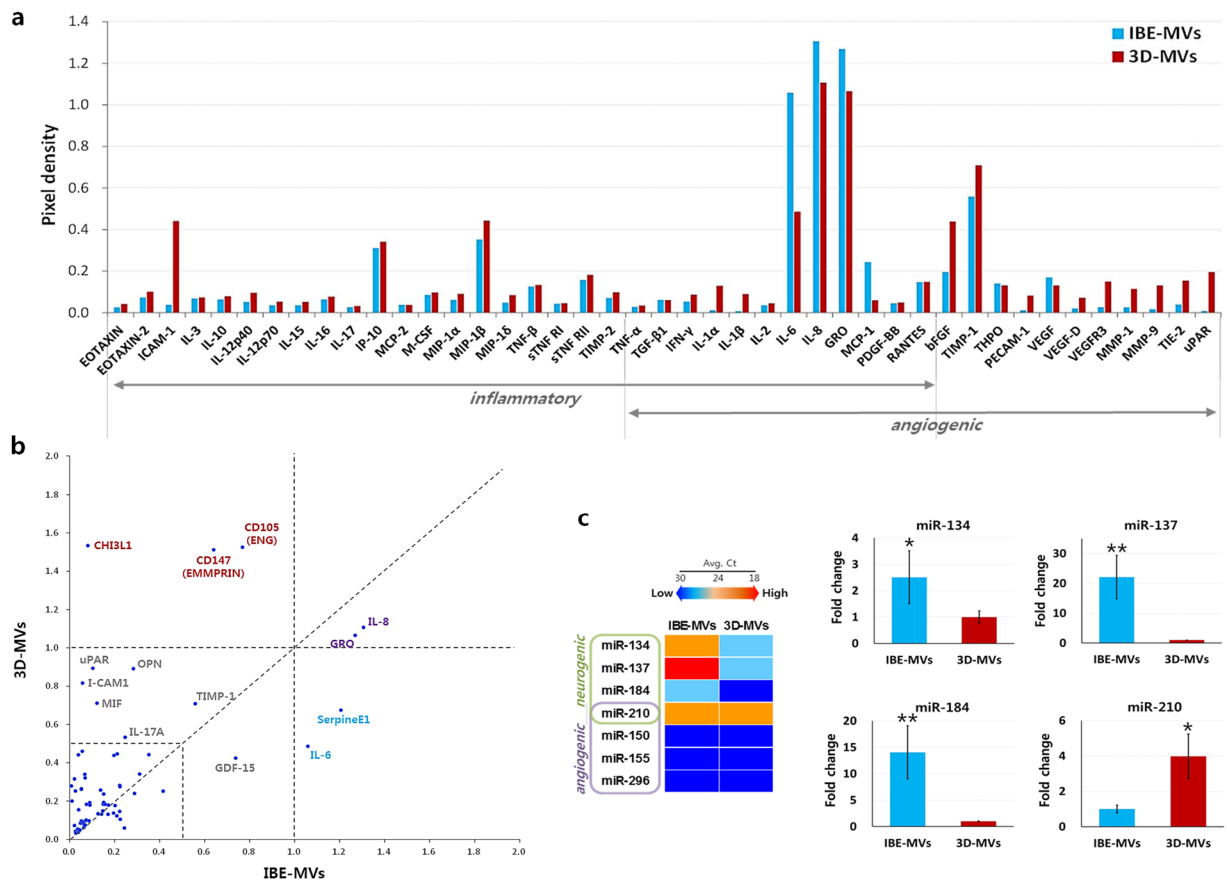 a
1.4
1.2
1.0
0.8
0.6
0.4
0.2
0.0
Pixel density
IBE-MVs
3D-MVs
EOTAXIN
EOTAXIN-2
ICAM-1
IL-3
IL-10
IL-12p40
IL-12p70
IL-15
IL-16
IL-17
IP-10
MCP-2
M-CSF
MIP-1α
MIP-1β
MIP-1δ
TNF-β
sTNF RI
sTNF RII
TIMP-2
TNF-α
TGF-β1
IFN-γ
IL-1α
IL-1β
IL-2
IL-6
IL-8
GRO
MCP-1
PDGF-BB
RANTES
bFGF
TIMP-1
THPO
PECAM-1
VEGF
VEGF-D
VEGFR3
MMP-1
MMP-9
TIE-2
uPAR
inflammatory
angiogenic
b
2.0
1.8
1.6
1.4
1.2
1.0
0.8
0.6
0.4
0.2
0.0
3D-MVs
CHI3L1
CD105
(ENG)
CD147
(EMMPRIN)
IL-8
GRO
uPAR
OPN
I-CAM1
MIF
TIMP-1
IL-17A
SerpineE1
IL-6
GDF-15
0.0 0.2 0.4 0.6 0.8 1.0 1.2 1.4 1.6 1.8 2.0
IBE-MVs
c
Avg. Ct
30 24 18
Low High
IBE-MVs 3D-MVs
neurogenic
angiogenic
miR-134
miR-137
miR-184
miR-210
miR-150
miR-155
miR-296
miR-134
Fold change
4
3
2
1
0
*
IBE-MVs 3D-MVs
miR-137
Fold change
30
20
10
0
**
IBE-MVs 3D-MVs
miR-184
Fold change
20
15
10
5
0
**
IBE-MVs 3D-MVs
miR-210
Fold change
6
4
2
0
*
IBE-MVs 3D-MVs